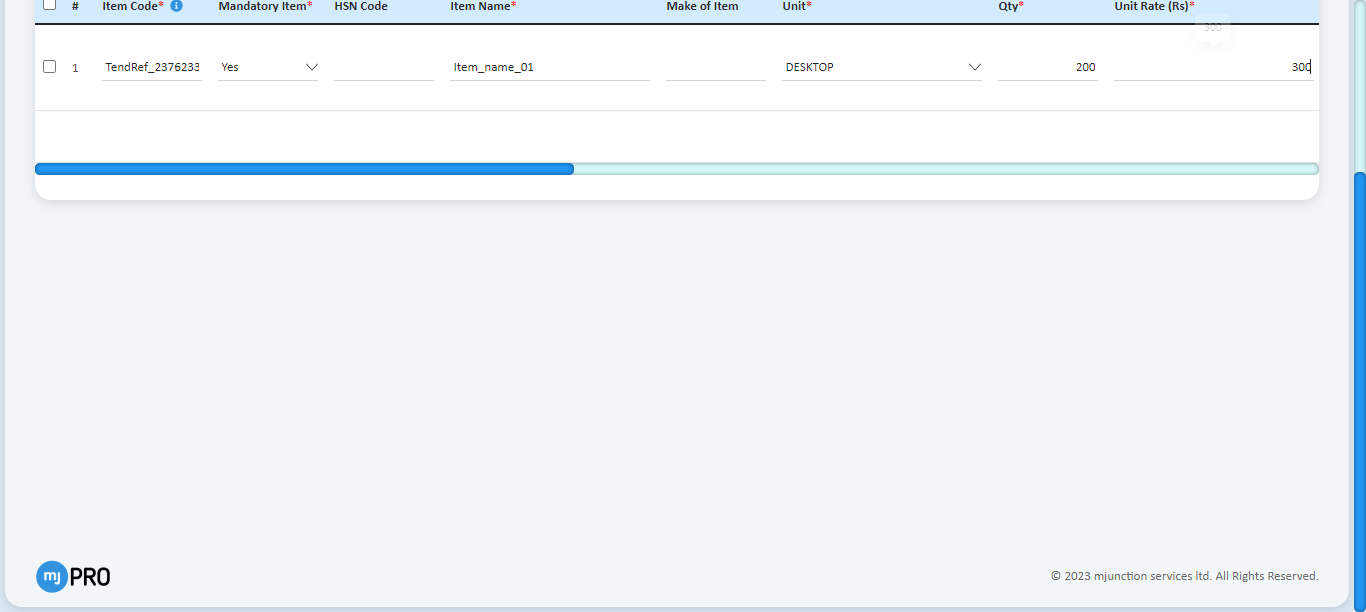 # Item Code* i Mandatory Item* HSN Code Item Name* Make of Item Unit* Qty* Unit Rate (Rs)*
300
1 TendRef_2376233 Yes Item_name_01 DESKTOP 200 300
mj PRO
© 2023 mjunction services ltd. All Rights Reserved.